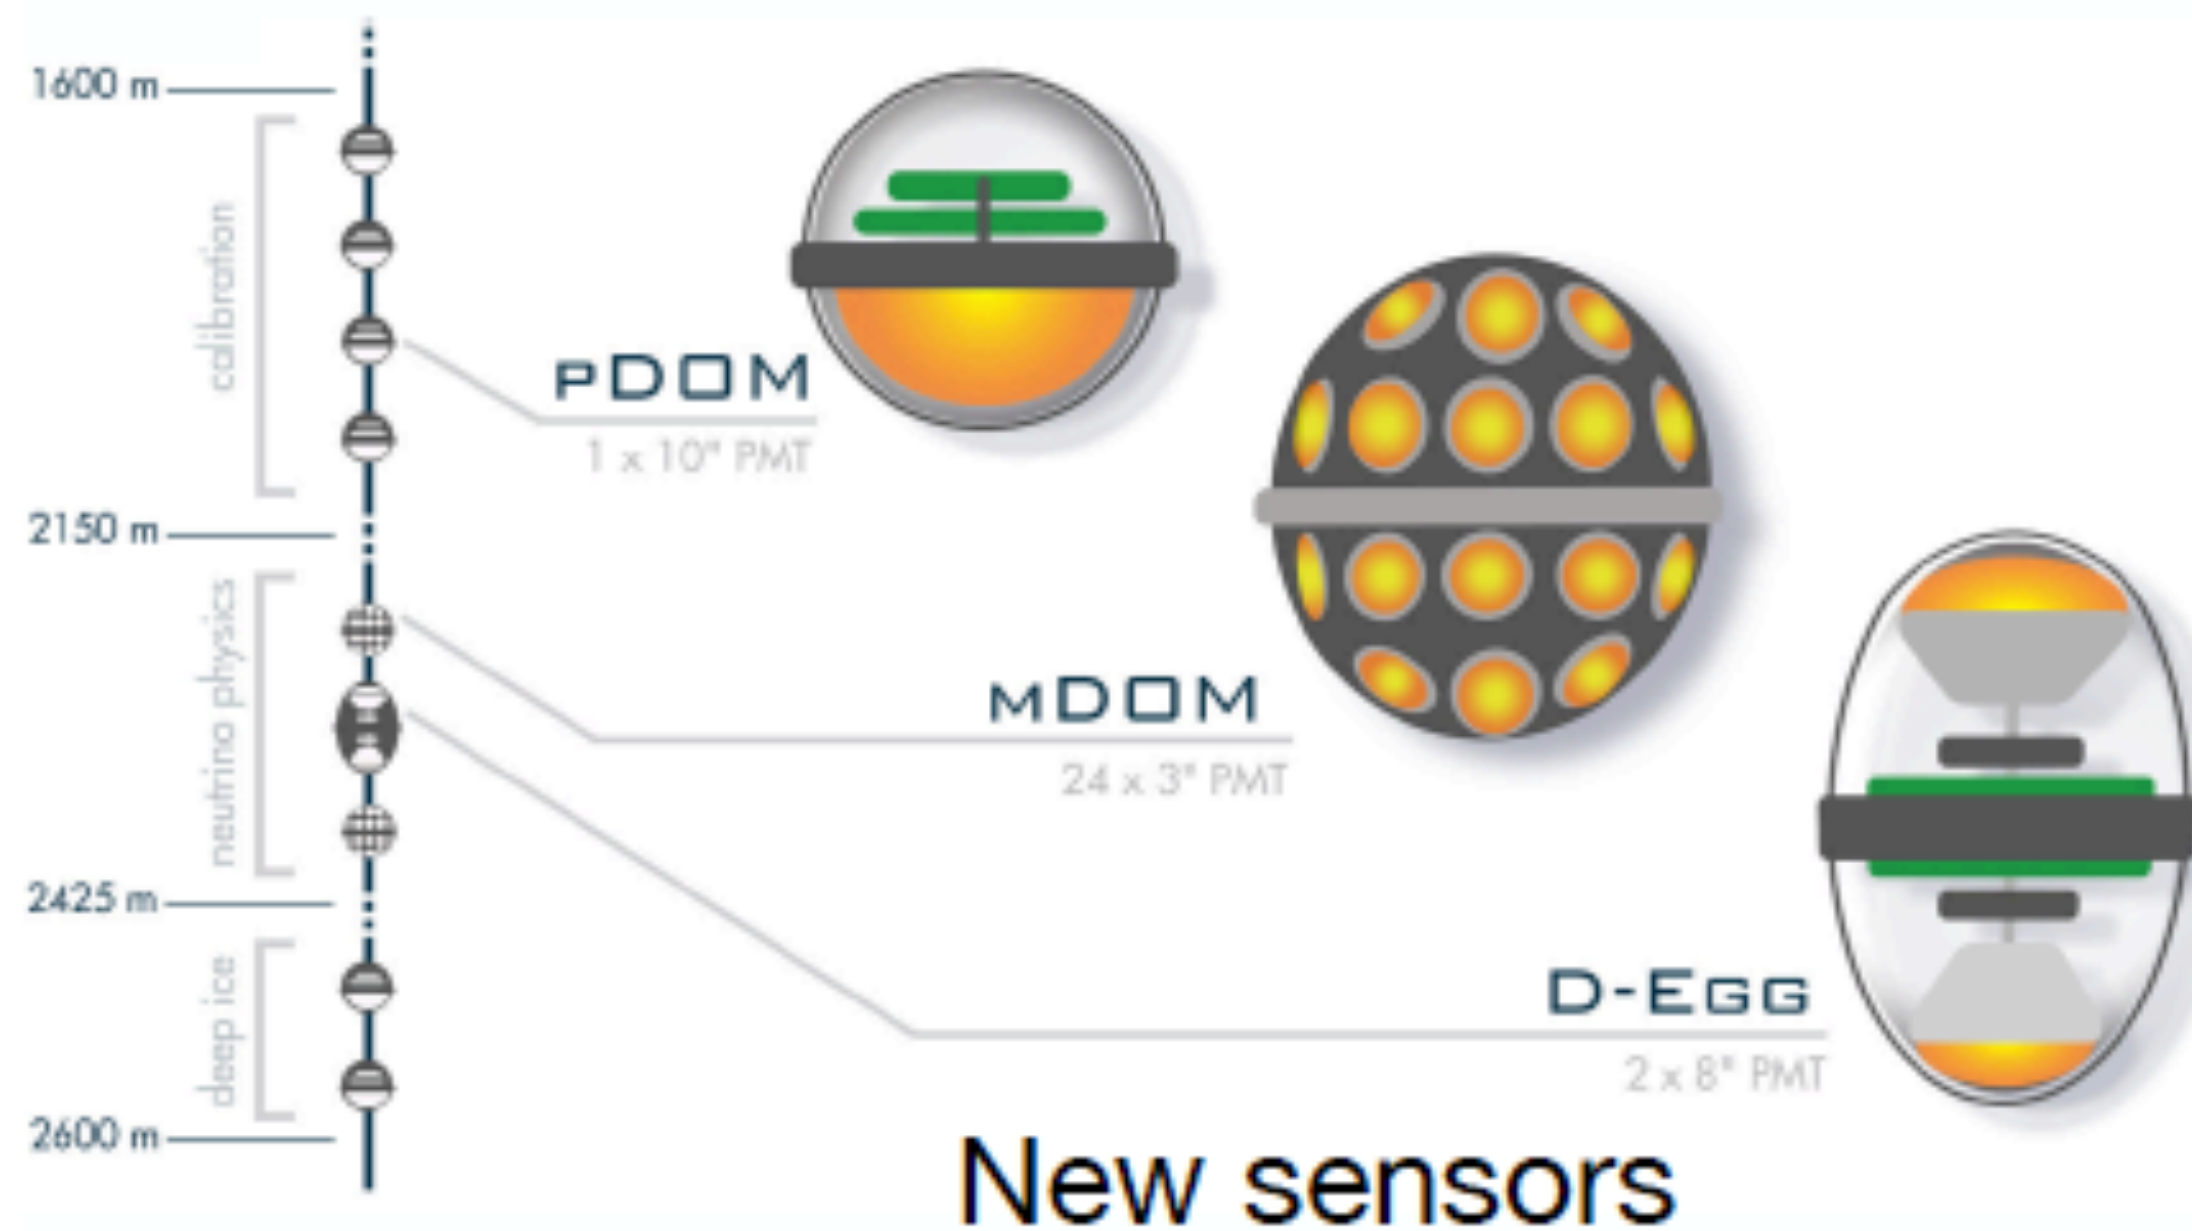 1600 m
calibration
pDOM
1 x 10" PMT
2150 m
neutrino physics
mDOM
24 x 3" PMT
2425 m
D-Egg
2 x 8" PMT
deep ice
2600 m
New sensors